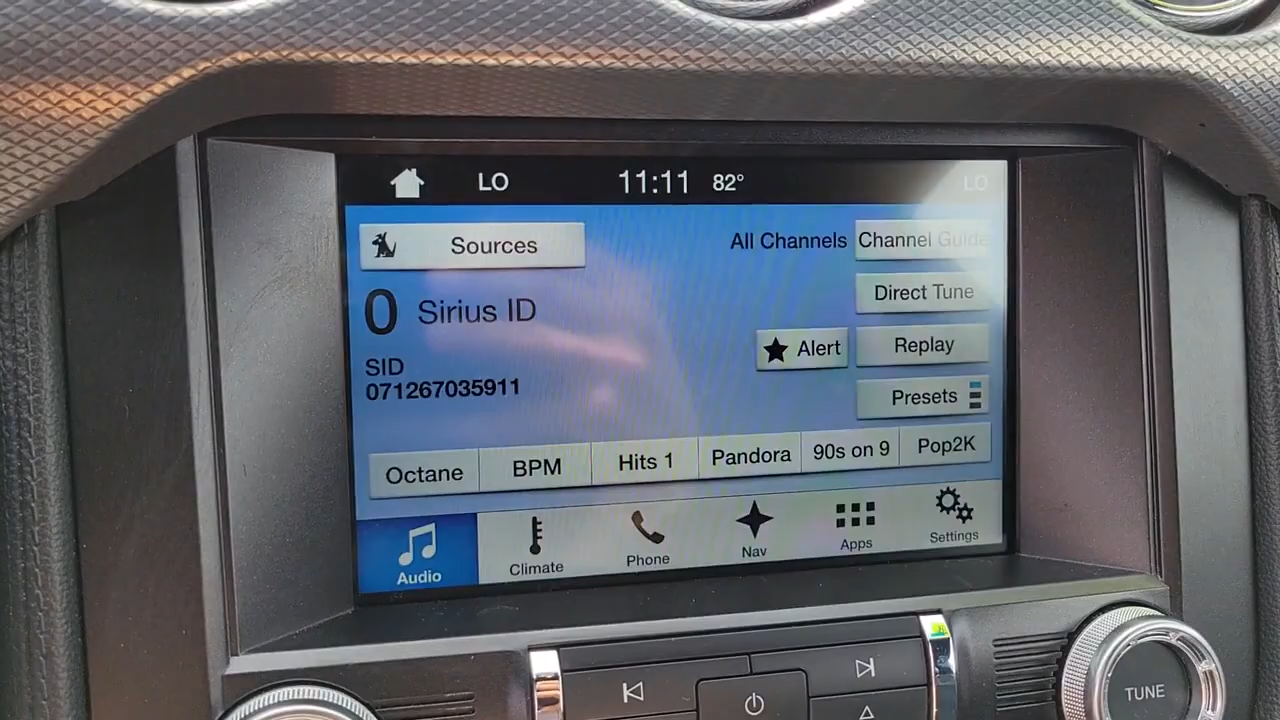 LO 11:11 82° LO
Sources
All Channels Channel Guide
0 Sirius ID
Direct Tune
SID
071267035911
Alert Replay
Presets
Octane BPM Hits 1 Pandora 90s on 9 Pop2K
Audio Climate Phone Nav Apps Settings
TUNE